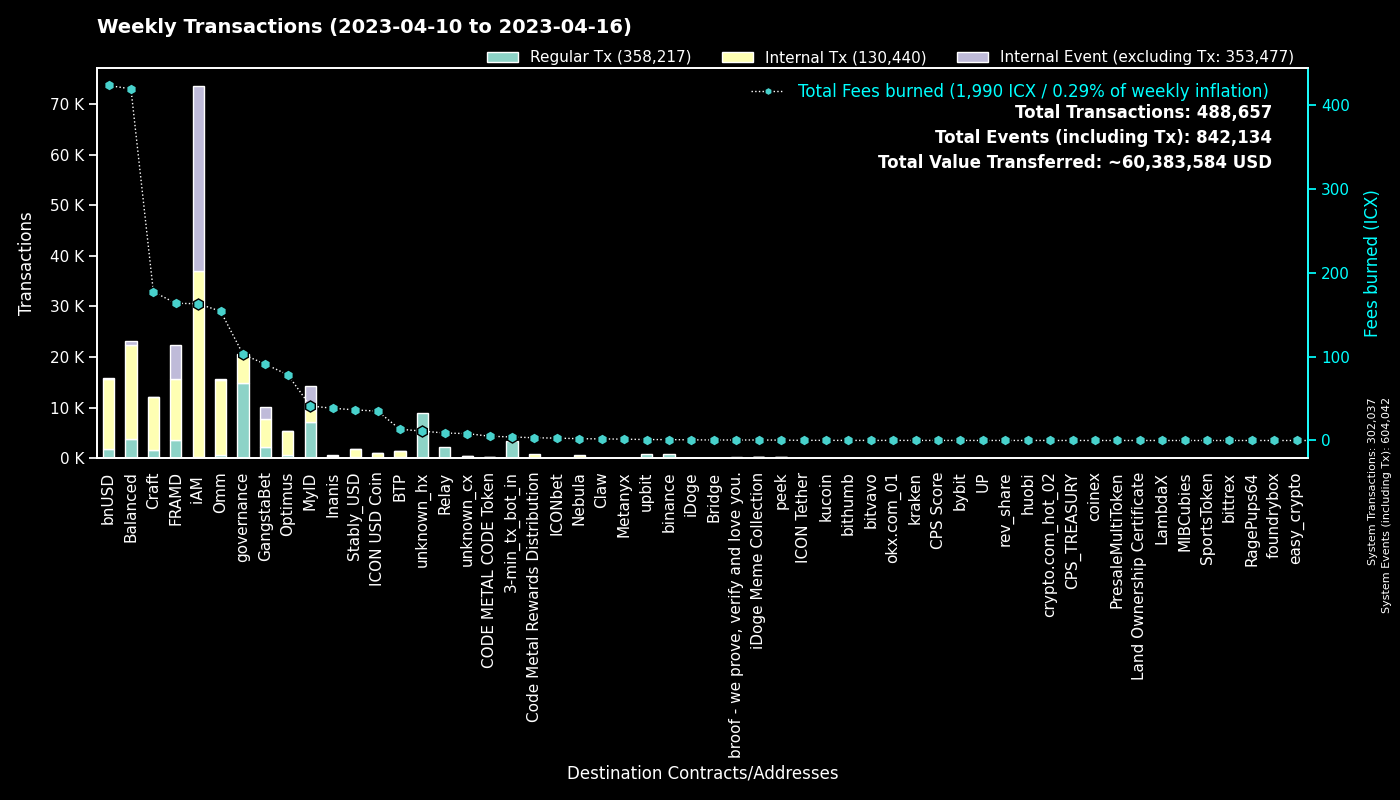 Weekly Transactions (2023-04-10 to 2023-04-16)
Regular Tx (358,217)
Internal Tx (130,440)
Internal Event (excluding Tx: 353,477)
Total Fees burned (1,990 ICX / 0.29% of weekly inflation)
Total Transactions: 488,657
Total Events (including Tx): 842,134
Total Value Transferred: ~60,383,584 USD
Transactions
70 K
60 K
50 K
40 K
30 K
20 K
10 K
0 K
400
300
200
100
0
Fees burned (ICX)
System Transactions: 302,037
System Events (including Tx): 604,042
bnUSD
Balanced
Craft
FRAMD
iAM
Omm
governance
GangstaBet
Optimus
MyID
Inanis
Stably_USD
ICON USD Coin
BTP
unknown_hx
Relay
unknown_cx
CODE METAL CODE Token
3-min_tx_bot_in
Code Metal Rewards Distribution
ICONbet
Nebula
Claw
Metanyx
upbit
binance
iDoge
Bridge
broof - we prove, verify and love you.
iDoge Meme Collection
peek
ICON Tether
kucoin
bithumb
bitvavo
okx.com_01
kraken
CPS Score
bybit
UP
rev_share
huobi
crypto.com_hot_02
CPS_TREASURY
coinex
PresaleMultiToken
Land Ownership Certificate
LambdaX
MIBCubies
SportsToken
bittrex
RagePups64
foundrybox
easy_crypto
Destination Contracts/Addresses